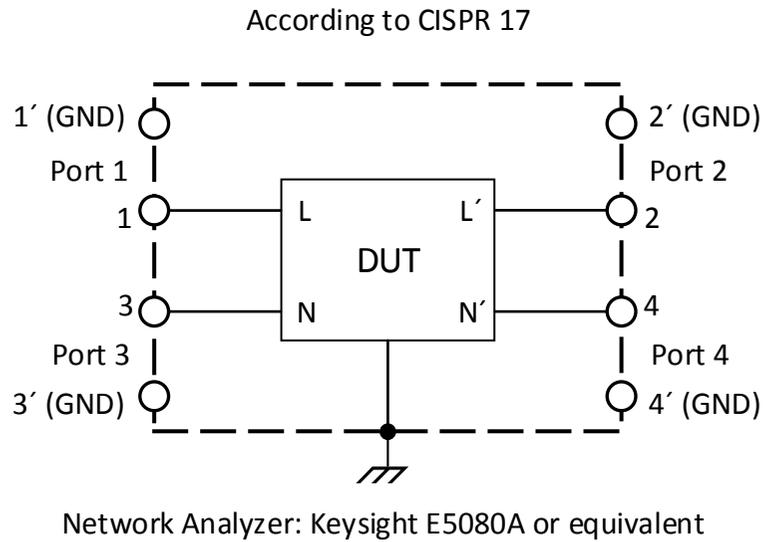 According to CISPR 17
1´ (GND)
2´ (GND)
Port 1
Port 2
1
L
L´
2
DUT
3
N
N´
4
Port 3
Port 4
3´ (GND)
4´ (GND)
Network Analyzer: Keysight E5080A or equivalent